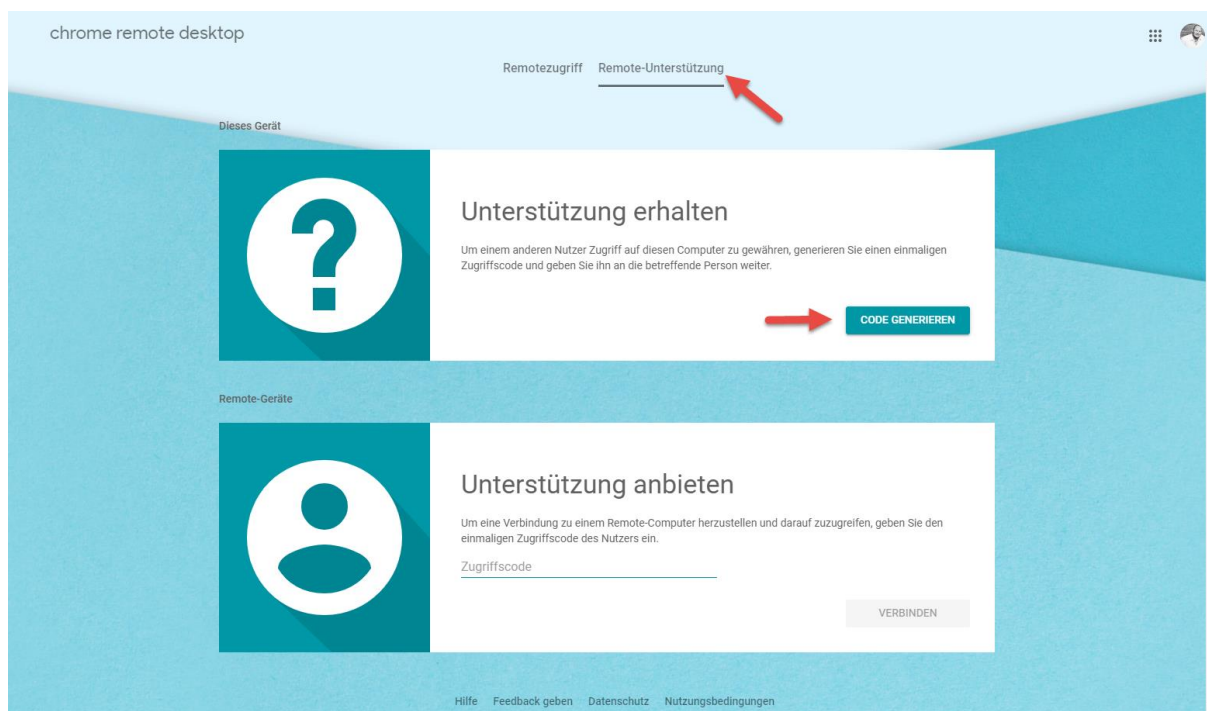 chrome remote desktop
Remotezugriff Remote-Unterstützung
Dieses Gerät
Unterstützung erhalten
Um einem anderen Nutzer Zugriff auf diesen Computer zu gewähren, generieren Sie einen einmaligen
Zugriffscode und geben Sie ihn an die betreffende Person weiter.
CODE GENERIEREN
Remote-Geräte
Unterstützung anbieten
Um eine Verbindung zu einem Remote-Computer herzustellen und darauf zuzugreifen, geben Sie den
einmaligen Zugriffscode des Nutzers ein.
Zugriffscode
VERBINDEN
Hilfe Feedback geben Datenschutz Nutzungsbedingungen